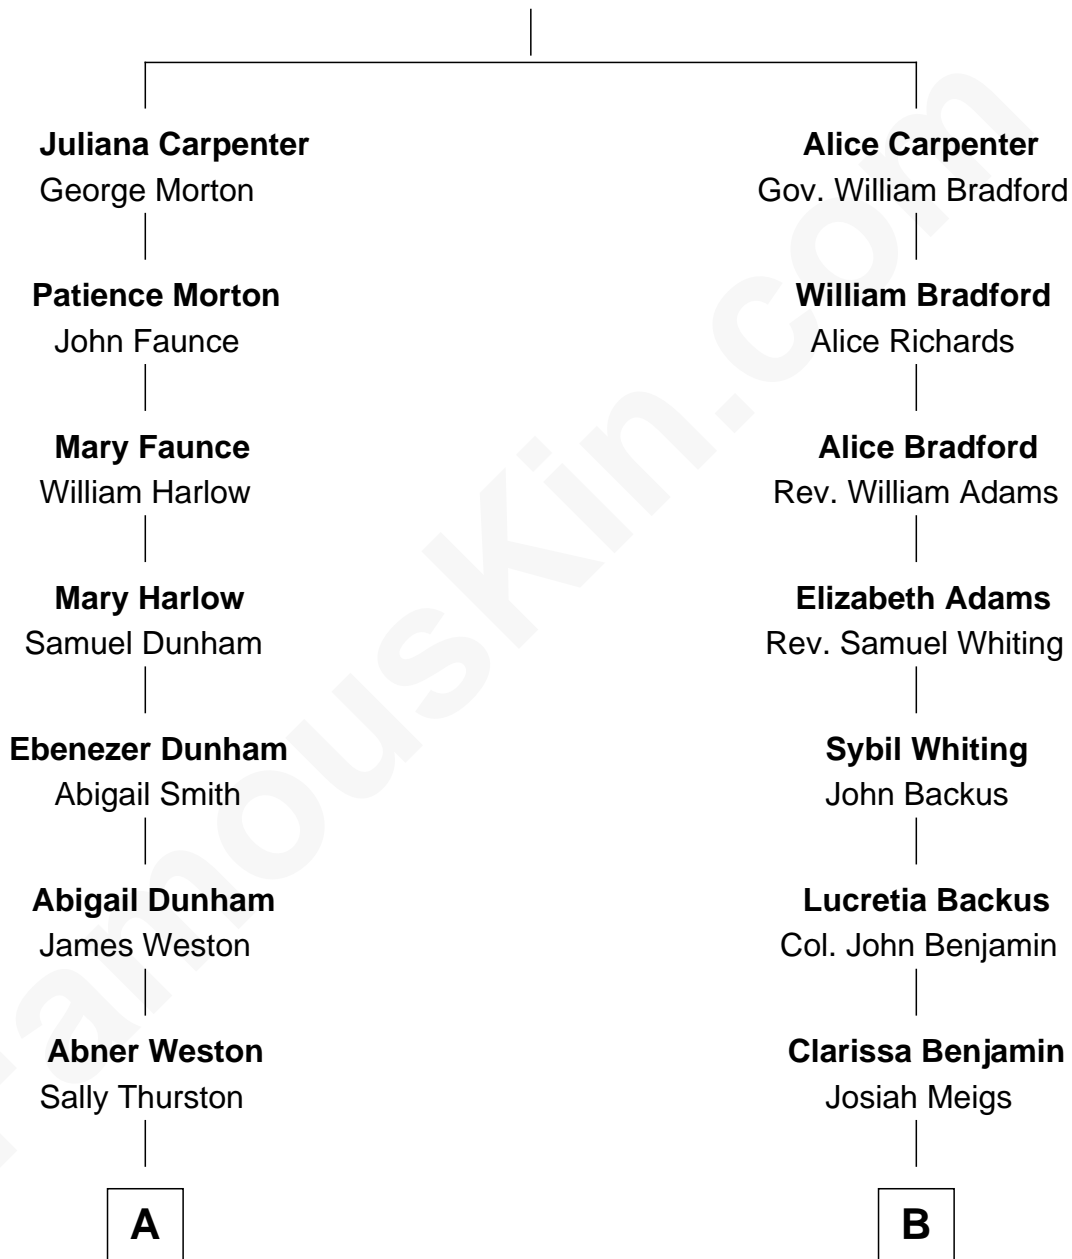 Juliana Carpenter
George Morton
Patience Morton
John Faunce
Mary Faunce
William Harlow
Mary Harlow
Samuel Dunham
Ebenezer Dunham
Abigail Smith
Abigail Dunham
James Weston
Abner Weston
Sally Thurston
A
Alice Carpenter
Gov. William Bradford
William Bradford
Alice Richards
Alice Bradford
Rev. William Adams
Elizabeth Adams
Rev. Samuel Whiting
Sybil Whiting
John Backus
Lucretia Backus
Col. John Benjamin
Clarissa Benjamin
Josiah Meigs
B
FamousKin.com